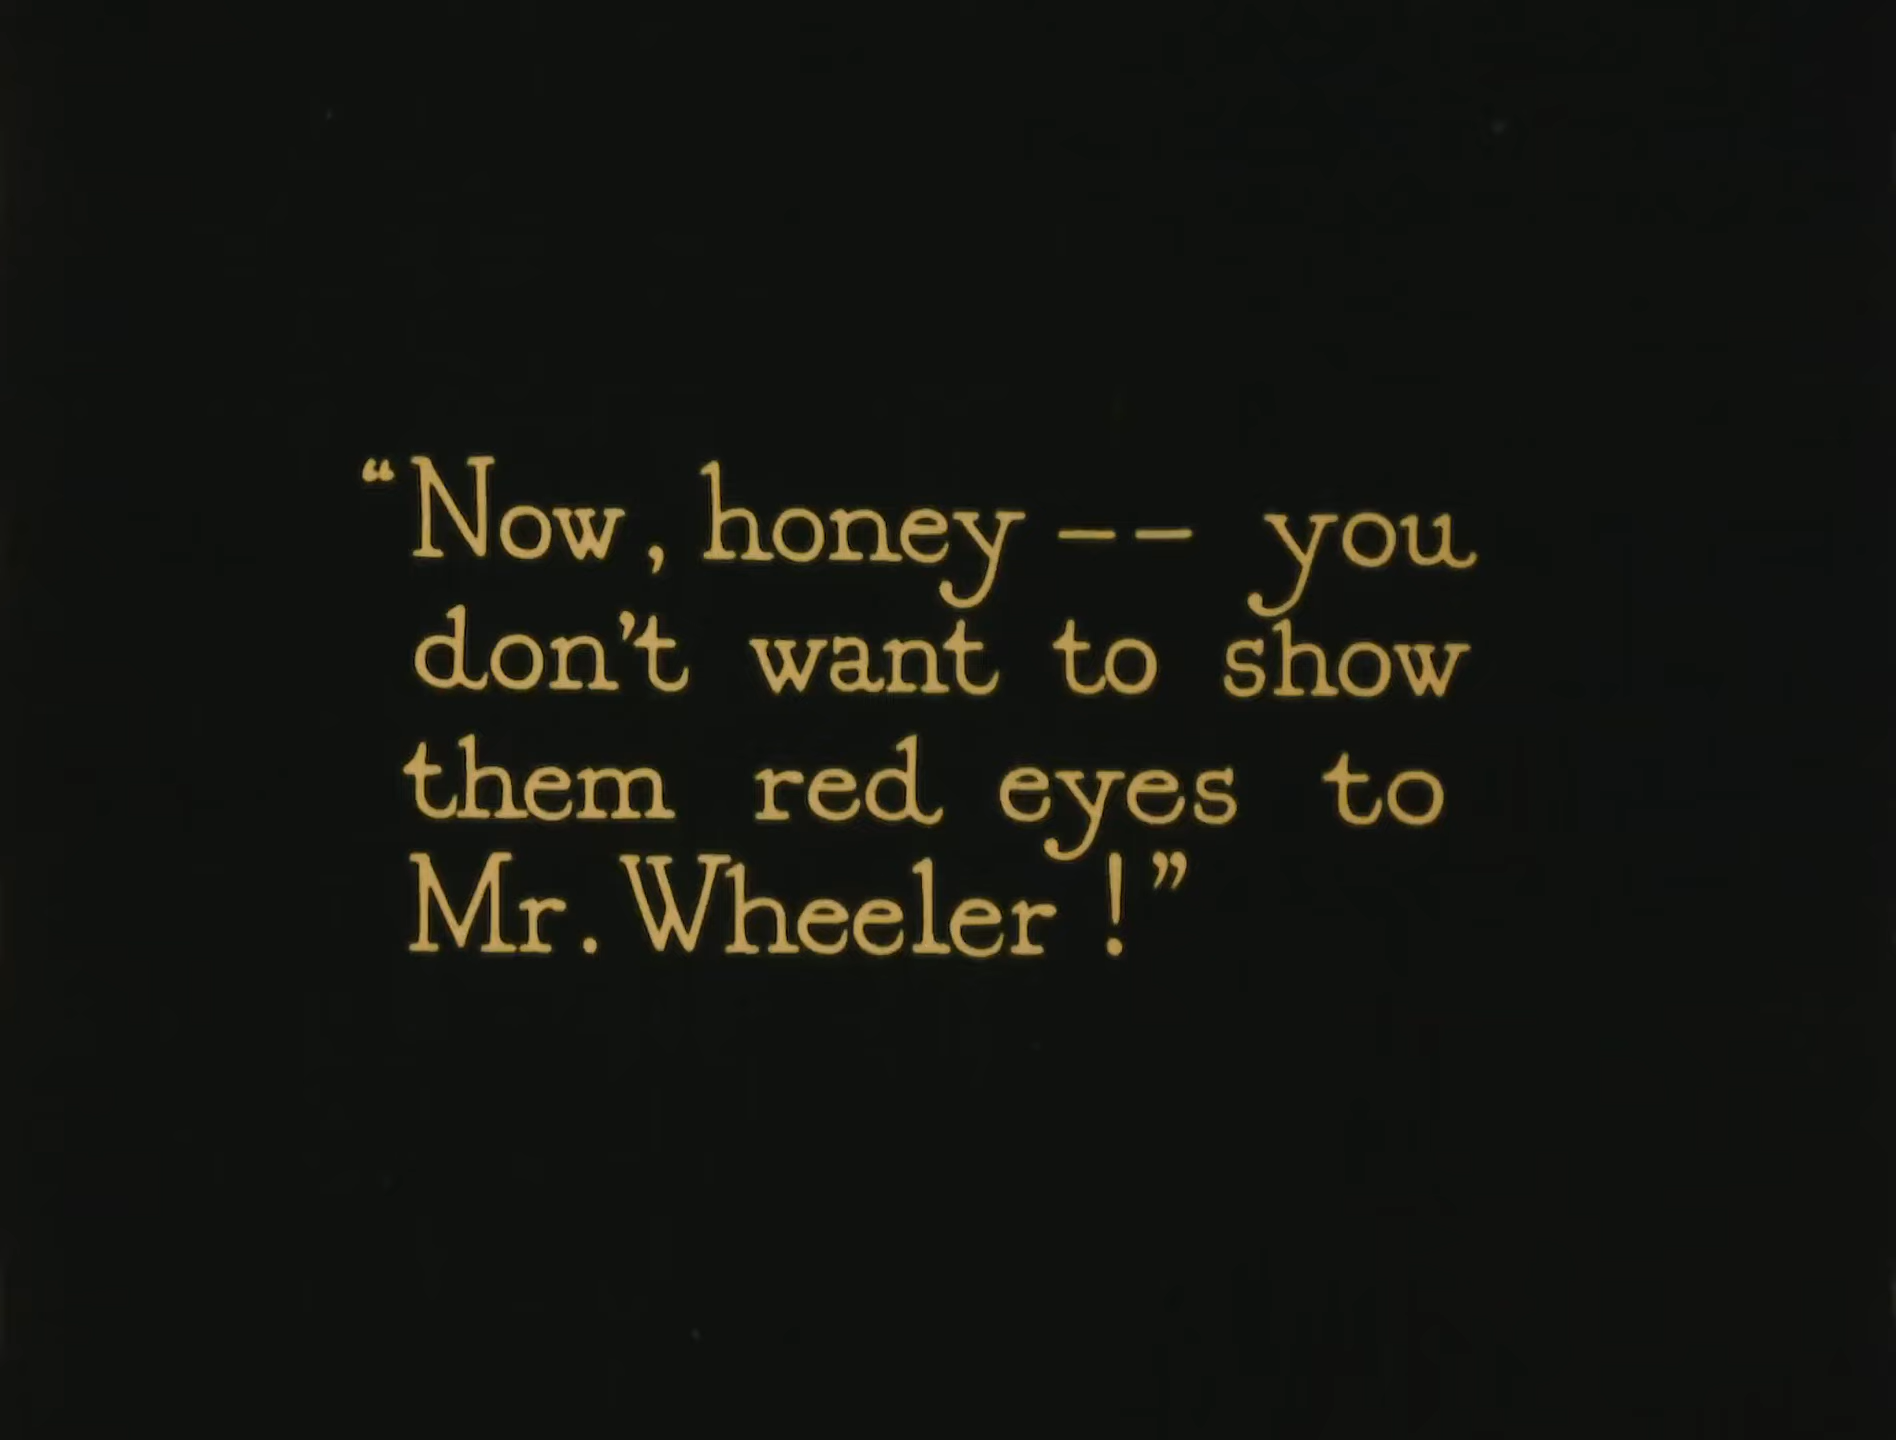 “Now, honey -- you
don’t want to show
them red eyes to
Mr. Wheeler!”